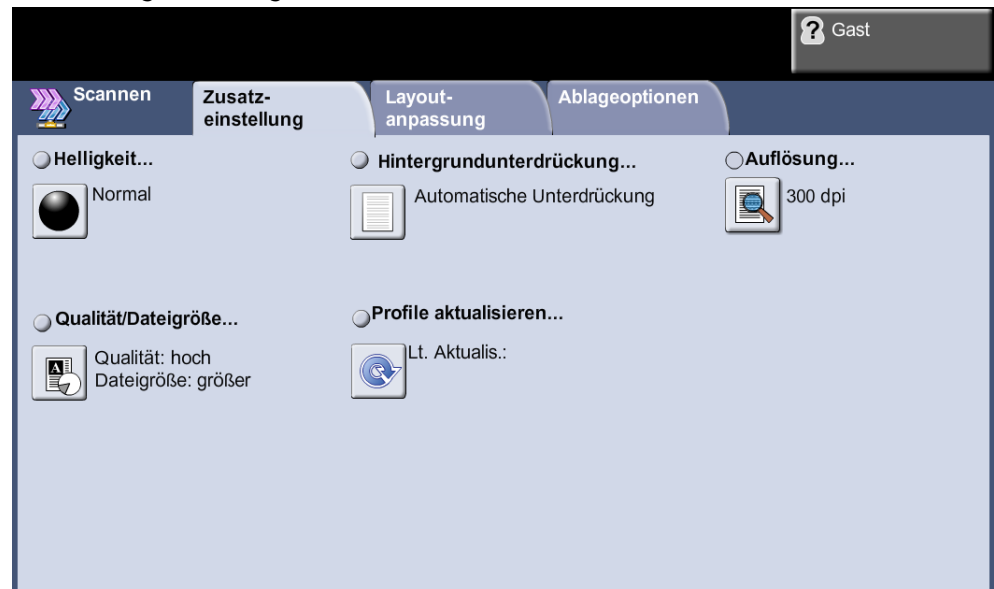 Gast
Scannen
Zusatz-
einstellung
Layout-
anpassung
Ablageoptionen
Helligkeit...
Normal
Hintergrundunterdrückung...
Automatische Unterdrückung
Auflösung...
300 dpi
Qualität/Dateigröße...
Qualität: hoch
Dateigröße: größer
Profile aktualisieren...
Lt. Aktualis.: